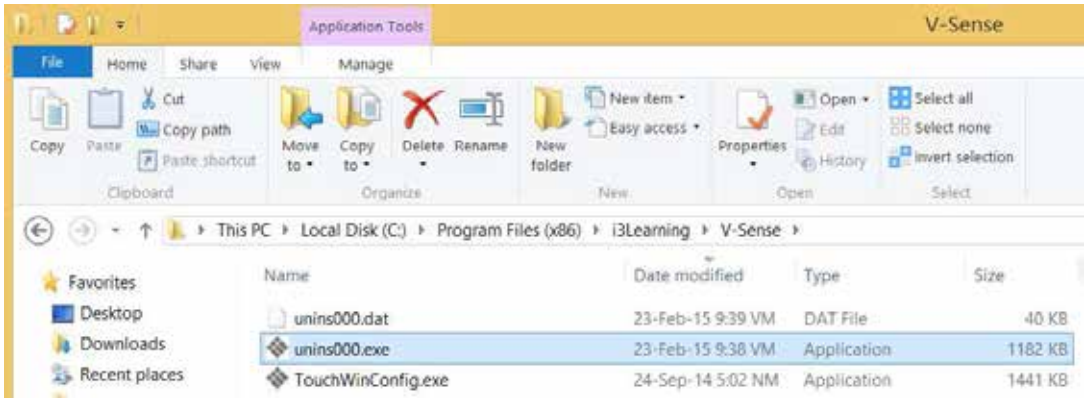 Application Tools
V-Sense
File Home Share View Manage
Copy
Paste
Cut
Copy path
Paste shortcut
Move to
Copy to
Delete
Rename
New folder
New item
Easy access
Properties
Open
Edit
History
Select all
Select none
Invert selection
Clipboard Organize New Open Select
This PC Local Disk (C:) Program Files (x86) i3Learning V-Sense
Favorites
Desktop
Downloads
Recent places
Name Date modified Type Size
unins000.dat 23-Feb-15 9:39 VM DAT File 40 KB
unins000.exe 23-Feb-15 9:38 VM Application 1182 KB
TouchWinConfig.exe 24-Sep-14 5:02 NM Application 1441 KB